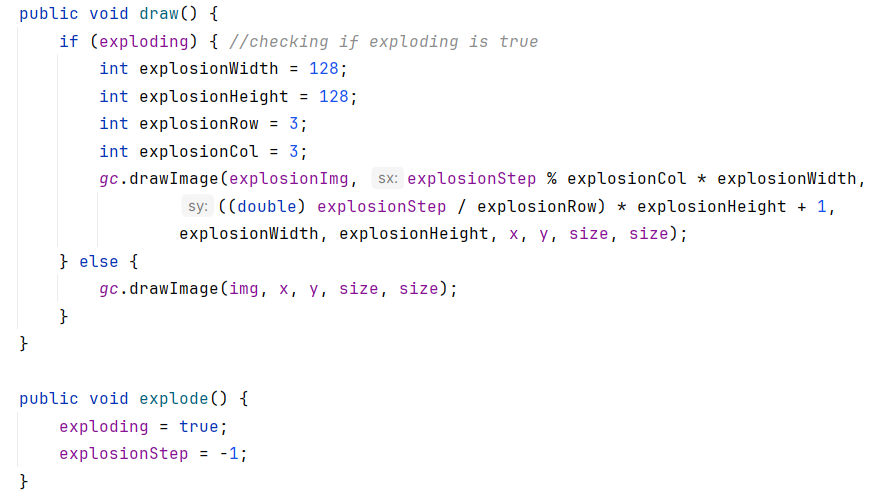 public void draw() {
    if (exploding) { //checking if exploding is true
        int explosionWidth = 128;
        int explosionHeight = 128;
        int explosionRow = 3;
        int explosionCol = 3;
        gc.drawImage(explosionImg, sx: explosionStep % explosionCol * explosionWidth,
                sy: ((double) explosionStep / explosionRow) * explosionHeight + 1,
                explosionWidth, explosionHeight, x, y, size, size);
    } else {
        gc.drawImage(img, x, y, size, size);
    }
}

public void explode() {
    exploding = true;
    explosionStep = -1;
}